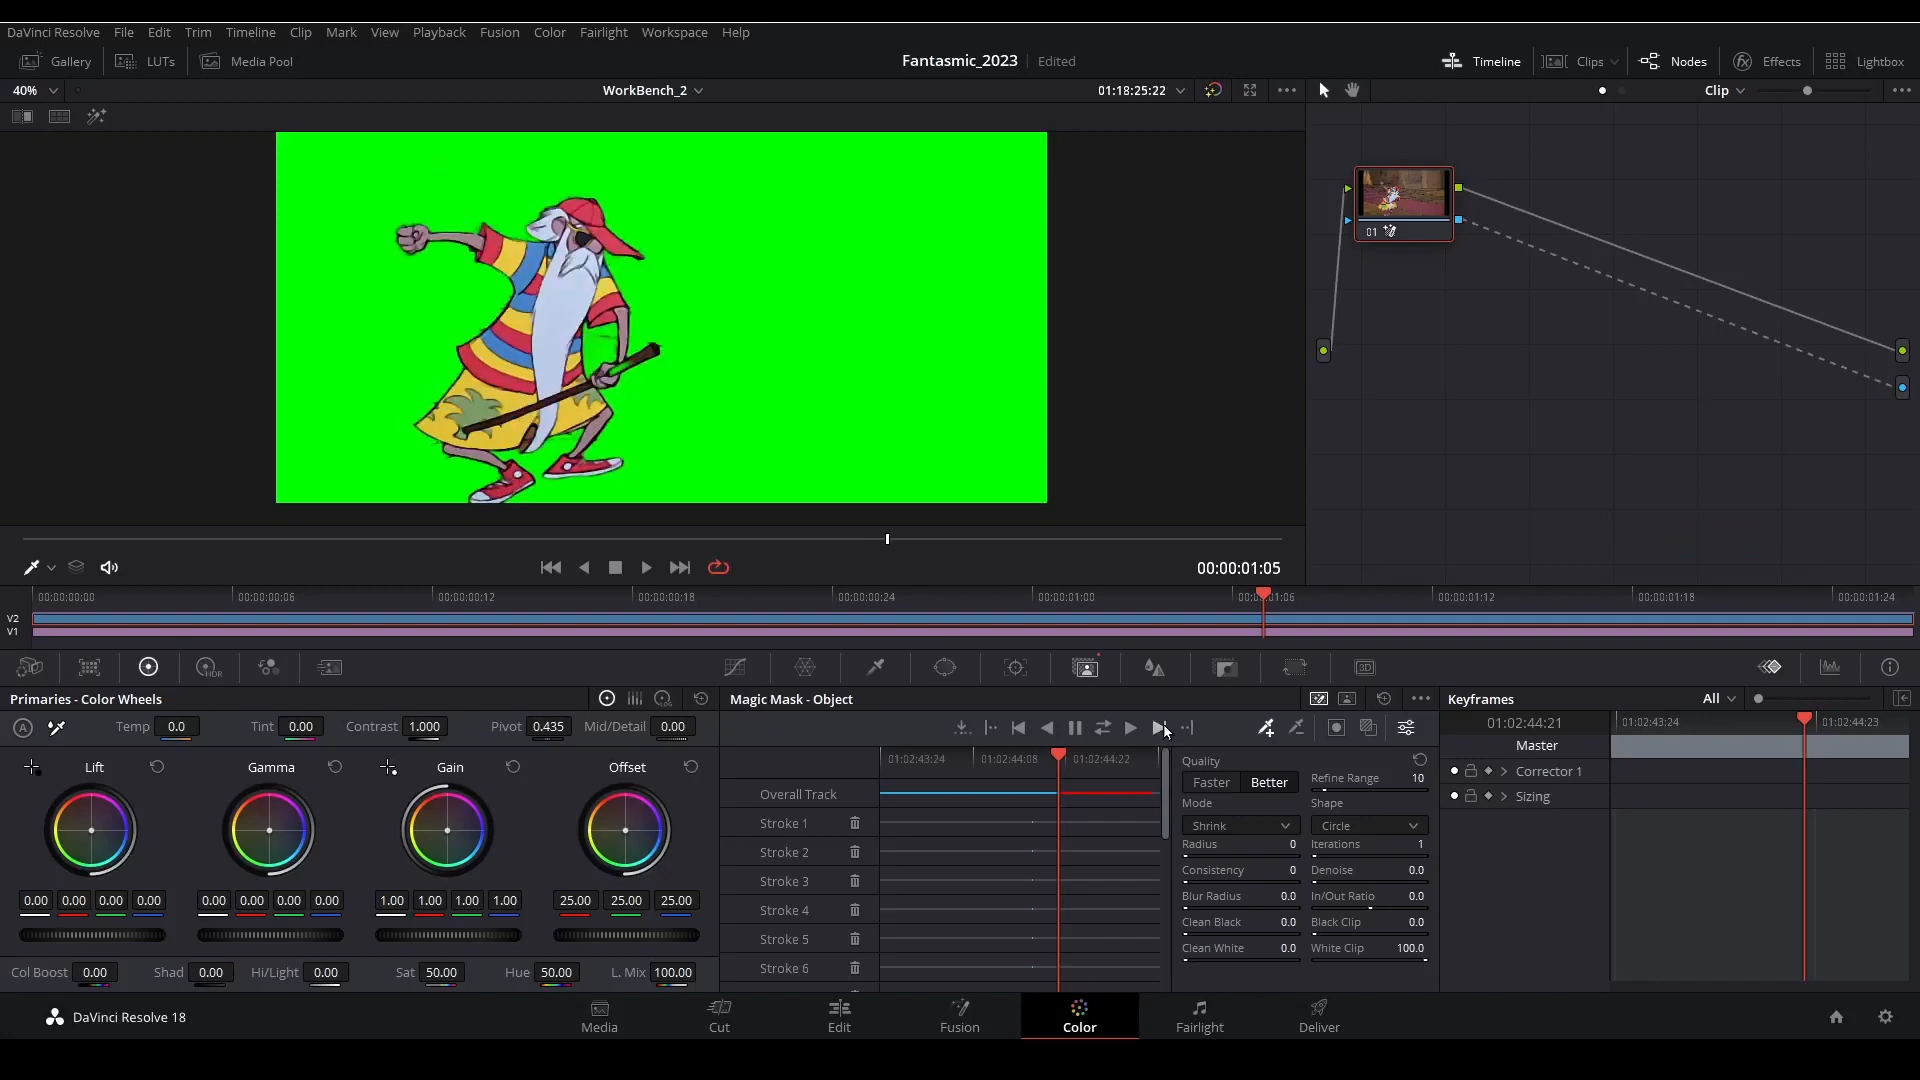 DaVinci Resolve File Edit Trim Timeline Clip Mark View Playback Fusion Color Fairlight Workspace Help
Gallery LUTs Media Pool Fantasmic_2023 Edited Timeline Clips Nodes Effects Lightbox
40% WorkBench_2 01:18:25:22 Clip
01
00:00:01:05
00:00:00:00 00:00:00:06 00:00:00:12 00:00:00:18 00:00:00:24 00:00:01:00 00:00:01:06 00:00:01:12 00:00:01:18 00:00:01:24
V2
V1
HDR 3D
Primaries - Color Wheels LOG Magic Mask - Object Keyframes All
A Temp 0.0 Tint 0.00 Contrast 1.000 Pivot 0.435 Mid/Detail 0.00 01:02:44:21 01:02:43:24 01:02:44:23
Master
Lift Gamma Gain Offset 01:02:43:24 01:02:44:08 01:02:44:22 Quality
Faster Better Refine Range 10
Corrector 1
Overall Track Mode Shape Sizing
Stroke 1 Shrink Circle
Radius 0 Iterations 1
Stroke 2
Consistency 0 Denoise 0.0
Stroke 3
0.00 0.00 0.00 0.00 0.00 0.00 0.00 0.00 1.00 1.00 1.00 1.00 25.00 25.00 25.00 Blur Radius 0.0 In/Out Ratio 0.0
Stroke 4
Clean Black 0.0 Black Clip 0.0
Stroke 5
Clean White 0.0 White Clip 100.0
Col Boost 0.00 Shad 0.00 Hi/Light 0.00 Sat 50.00 Hue 50.00 L. Mix 100.00 Stroke 6
DaVinci Resolve 18 Media Cut Edit Fusion Color Fairlight Deliver